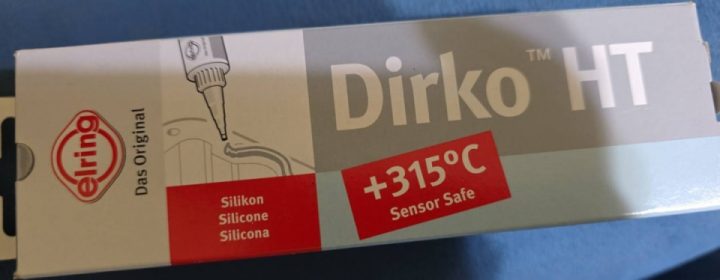 elring
Das Original
Dirko™ HT
+315°C
Sensor Safe
Silikon
Silicone
Silicona